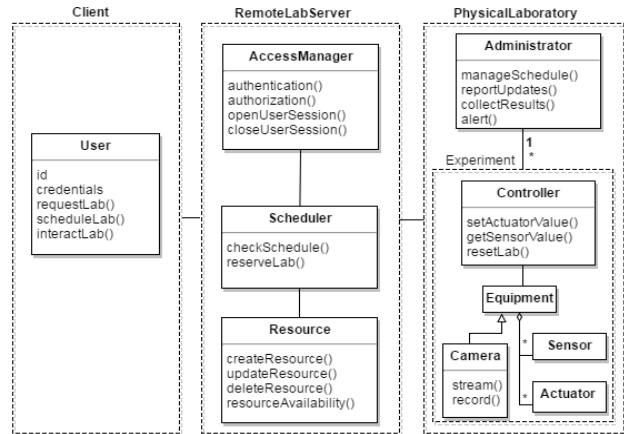 Client
User
id
credentials
requestLab()
scheduleLab()
interactLab()
RemoteLabServer
AccessManager
authentication()
authorization()
openUserSession()
closeUserSession()
Scheduler
checkSchedule()
reserveLab()
Resource
createResource()
updateResource()
deleteResource()
resourceAvailability()
PhysicalLaboratory
Administrator
manageSchedule()
reportUpdates()
collectResults()
alert()
1
*
Experiment
Controller
setActuatorValue()
getSensorValue()
resetLab()
Equipment
Camera
stream()
record()
* Sensor
* Actuator